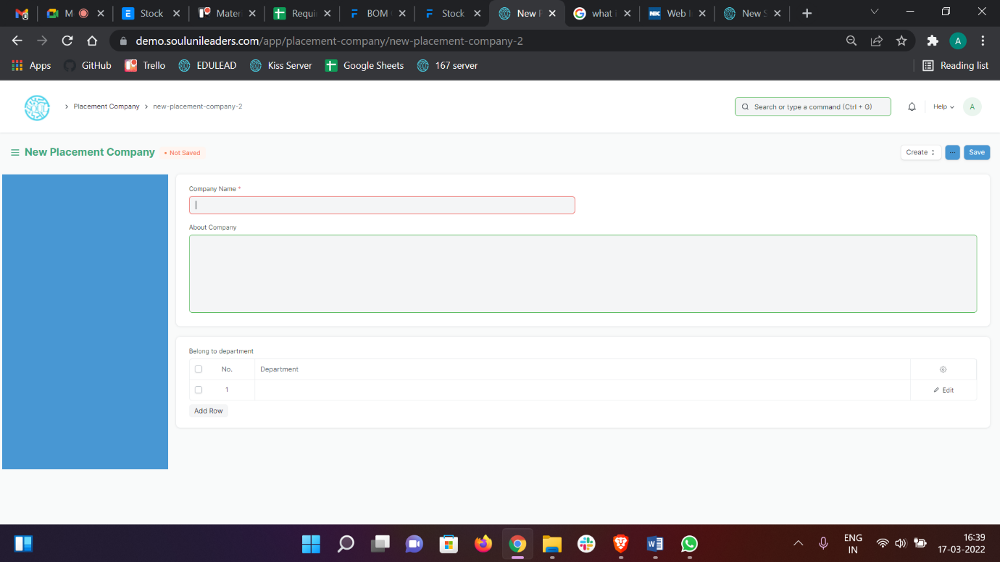 M
Stock
Mater
Requi
BOM
Stock
New P
what i
Web I
New S
demo.soulunileaders.com/app/placement-company/new-placement-company-2
A
Apps
GitHub
Trello
EDULEAD
Kiss Server
Google Sheets
167 server
Reading list
SOUL
Placement Company
new-placement-company-2
Search or type a command (Ctrl + G)
Help
A
New Placement Company
Not Saved
Create
...
Save
Company Name *
About Company
Belong to department
No.
Department
1
Edit
Add Row
ENG
IN
16:39
17-03-2022